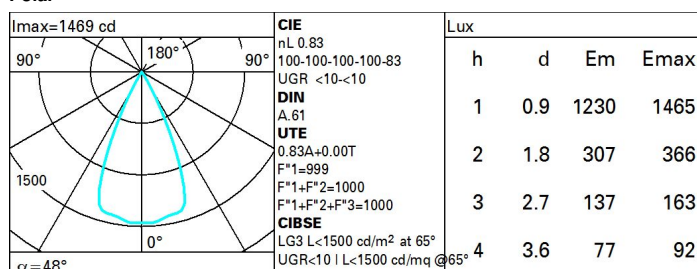 Imax=1469 cd
90°
180°
90°
1500
0°
α=48°
CIE
nL 0.83
100-100-100-100-83
UGR <10-<10
DIN
A.61
UTE
0.83A+0.00T
F"1=999
F"1+F"2=1000
F"1+F"2+F"3=1000
CIBSE
LG3 L<1500 cd/m² at 65°
UGR<10 | L<1500 cd/mq @65°
Lux
h d Em Emax
1 0.9 1230 1465
2 1.8 307 366
3 2.7 137 163
4 3.6 77 92